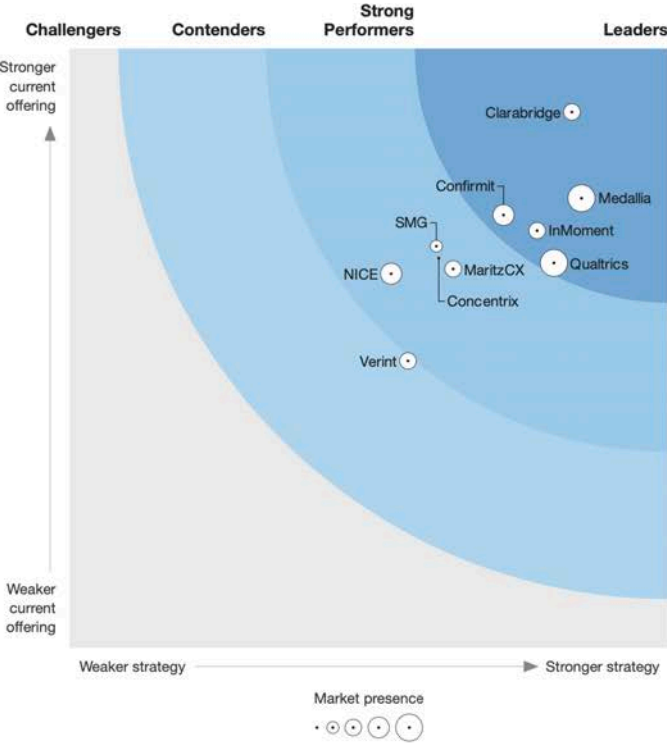 Challengers
Contenders
Strong
Performers
Leaders
Stronger
current
offering
Clarabridge
Confirmit
Medallia
SMG
InMoment
NICE
MaritzCX
Qualtrics
Concentrix
Verint
Weaker
current
offering
Weaker strategy
Stronger strategy
Market presence